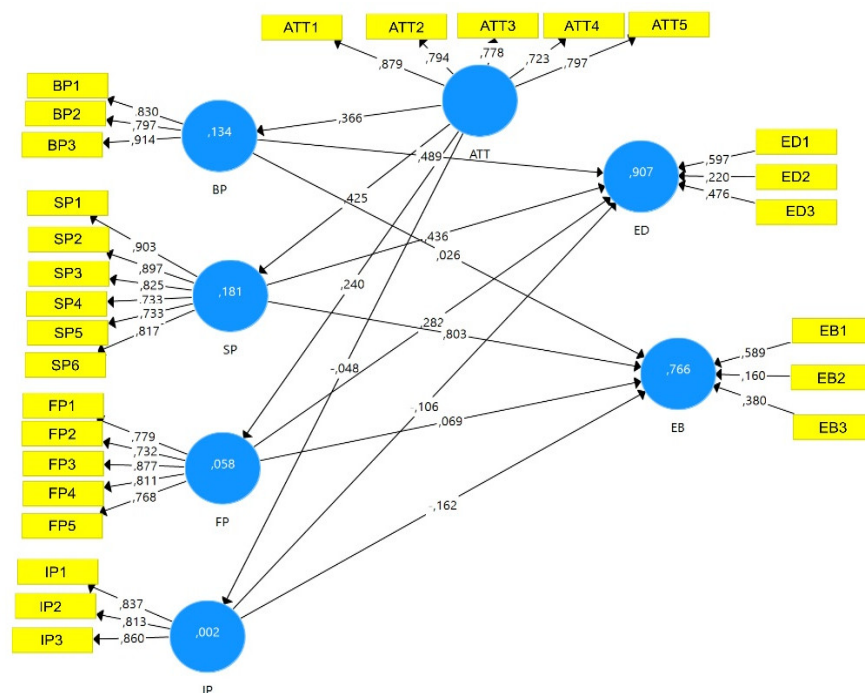 ATT1
ATT2
ATT3
ATT4
ATT5
,879
,794
,778
,723
,797
BP1
BP2
BP3
,830
,797
,914
,134
BP
,366
,489
ATT
,425
,907
ED
,597
,220
,476
ED1
ED2
ED3
SP1
SP2
SP3
SP4
SP5
SP6
,903
,897
,825
,733
,733
,817
,181
SP
,436
,026
,240
,282
,803
-,048
,766
EB
,589
,160
,380
EB1
EB2
EB3
FP1
FP2
FP3
FP4
FP5
,779
,732
,877
,811
,768
,058
FP
-,106
,069
-,162
IP1
IP2
IP3
,837
,813
,860
,002
IP